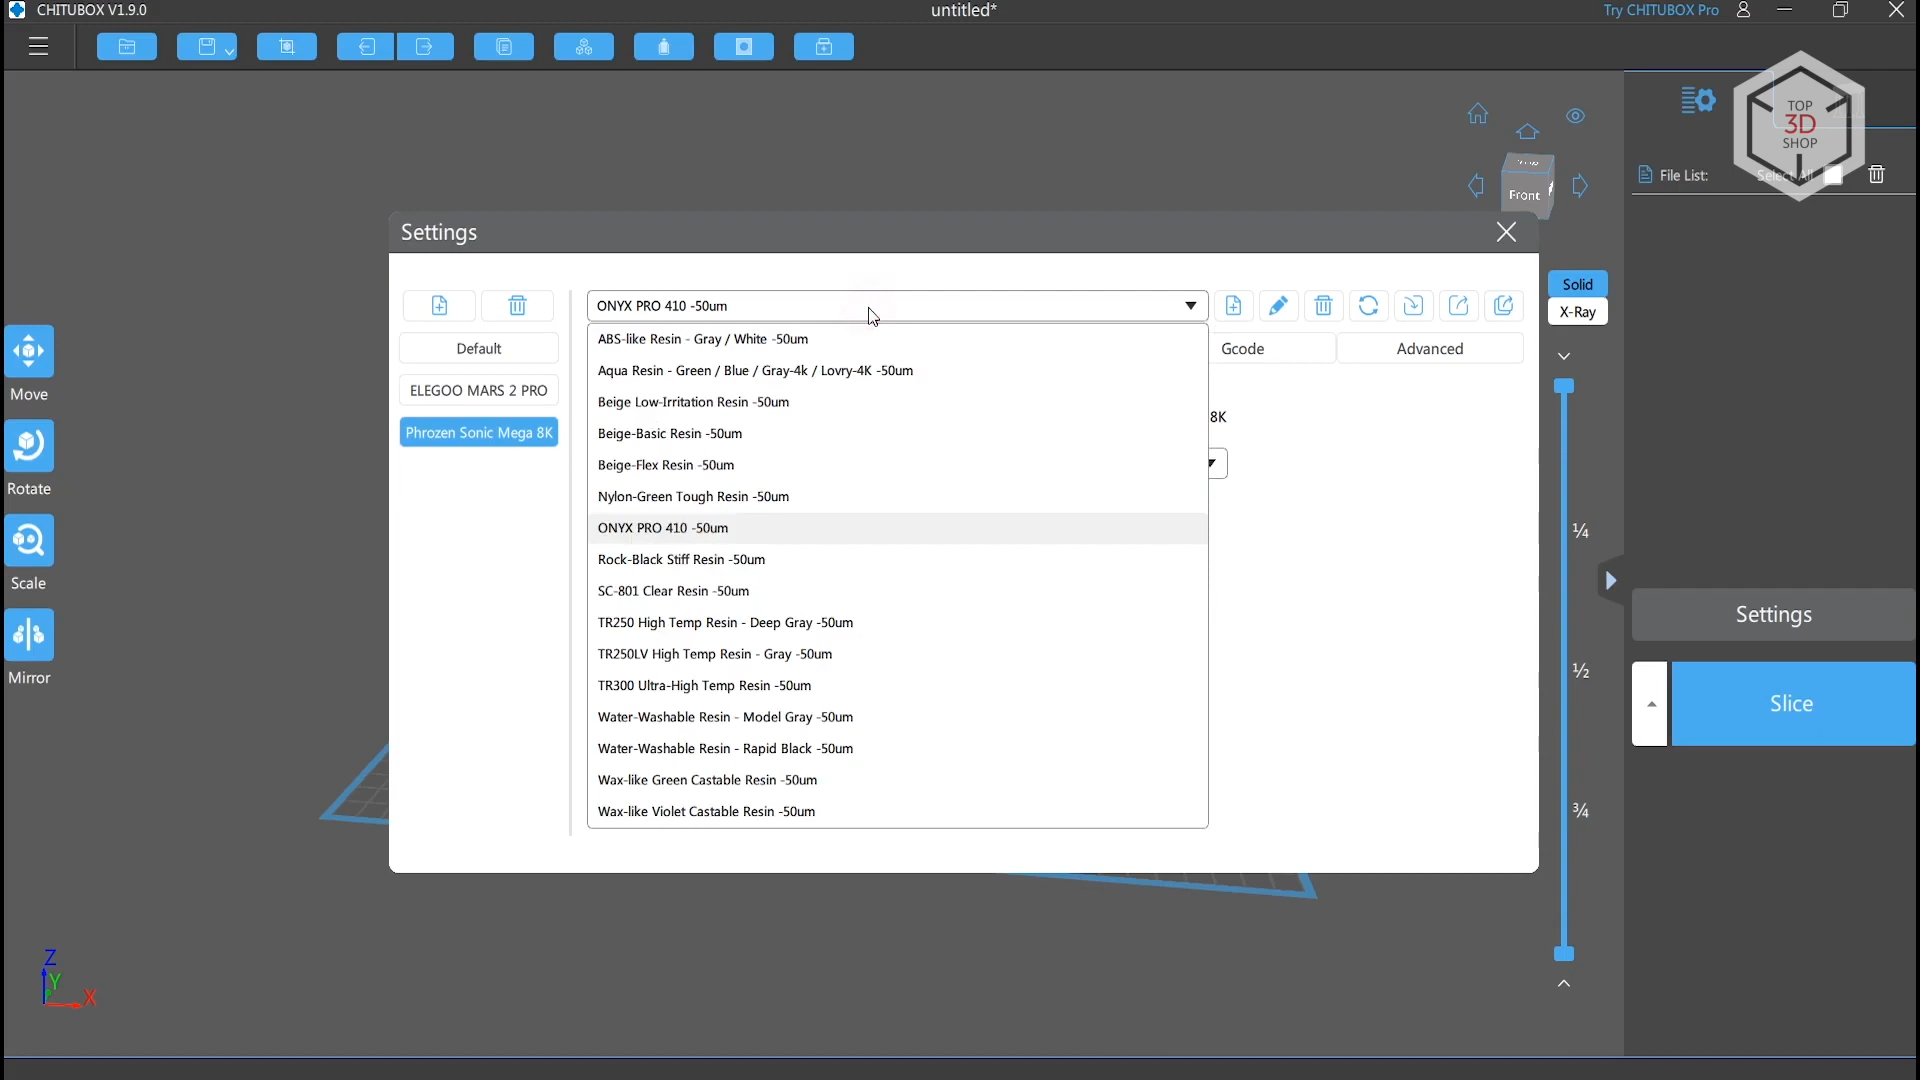 CHITUBOX V1.9.0
untitled*
Try CHITUBOX Pro
TOP
3D
SHOP
File List:
Select All
Front
Settings
Solid
X-Ray
ONYX PRO 410 -50um
Default
ELEGOO MARS 2 PRO
Phrozen Sonic Mega 8K
Gcode
Advanced
8K
ABS-like Resin - Gray / White -50um
Aqua Resin - Green / Blue / Gray-4k / Lovry-4K -50um
Beige Low-Irritation Resin -50um
Beige-Basic Resin -50um
Beige-Flex Resin -50um
Nylon-Green Tough Resin -50um
ONYX PRO 410 -50um
Rock-Black Stiff Resin -50um
SC-801 Clear Resin -50um
TR250 High Temp Resin - Deep Gray -50um
TR250LV High Temp Resin - Gray -50um
TR300 Ultra-High Temp Resin -50um
Water-Washable Resin - Model Gray -50um
Water-Washable Resin - Rapid Black -50um
Wax-like Green Castable Resin -50um
Wax-like Violet Castable Resin -50um
Move
Rotate
Scale
Mirror
¼
½
¾
Settings
Slice
Z
Y
X